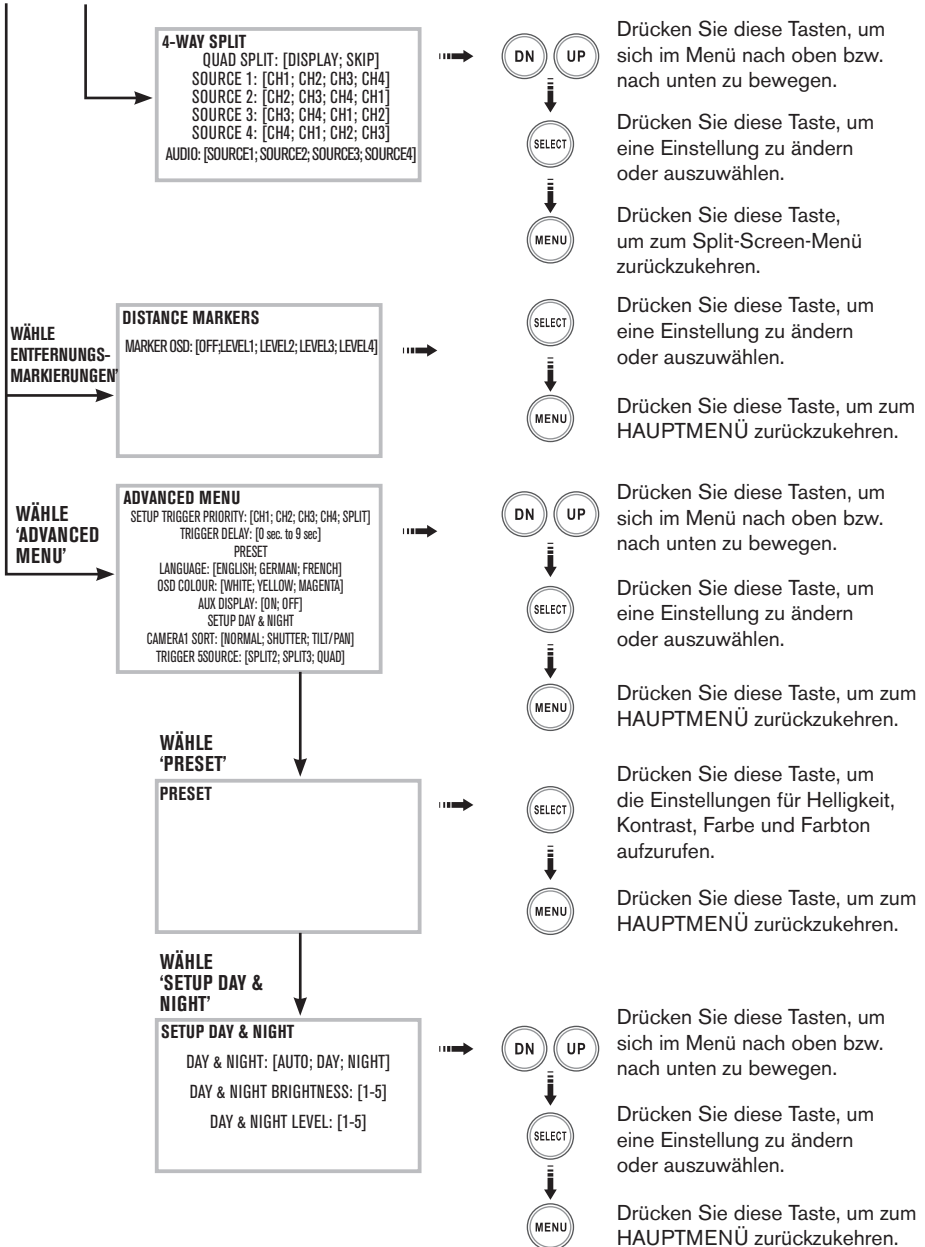 4-WAY SPLIT
QUAD SPLIT: [DISPLAY; SKIP]
SOURCE 1: [CH1; CH2; CH3; CH4]
SOURCE 2: [CH2; CH3; CH4; CH1]
SOURCE 3: [CH3; CH4; CH1; CH2]
SOURCE 4: [CH4; CH1; CH2; CH3]
AUDIO: [SOURCE1; SOURCE2; SOURCE3; SOURCE4]
DN UP
Drücken Sie diese Tasten, um
sich im Menü nach oben bzw.
nach unten zu bewegen.
SELECT
Drücken Sie diese Taste, um
eine Einstellung zu ändern
oder auszuwählen.
MENU
Drücken Sie diese Taste,
um zum Split-Screen-Menü
zurückzukehren.
WÄHLE
ENTFERNUNGS-
MARKIERUNGEN'
DISTANCE MARKERS
MARKER OSD: [OFF;LEVEL1; LEVEL2; LEVEL3; LEVEL4]
SELECT
Drücken Sie diese Taste, um
eine Einstellung zu ändern
oder auszuwählen.
MENU
Drücken Sie diese Taste, um zum
HAUPTMENÜ zurückzukehren.
WÄHLE
‘ADVANCED
MENU’
ADVANCED MENU
SETUP TRIGGER PRIORITY: [CH1; CH2; CH3; CH4; SPLIT]
TRIGGER DELAY: [0 sec. to 9 sec]
PRESET
LANGUAGE: [ENGLISH; GERMAN; FRENCH]
OSD COLOUR: [WHITE; YELLOW; MAGENTA]
AUX DISPLAY: [ON; OFF]
SETUP DAY & NIGHT
CAMERA1 SORT: [NORMAL; SHUTTER; TILT/PAN]
TRIGGER 5SOURCE: [SPLIT2; SPLIT3; QUAD]
DN UP
Drücken Sie diese Tasten, um
sich im Menü nach oben bzw.
nach unten zu bewegen.
SELECT
Drücken Sie diese Taste, um
eine Einstellung zu ändern
oder auszuwählen.
MENU
Drücken Sie diese Taste, um zum
HAUPTMENÜ zurückzukehren.
WÄHLE
‘PRESET’
PRESET
SELECT
Drücken Sie diese Taste, um
die Einstellungen für Helligkeit,
Kontrast, Farbe und Farbton
aufzurufen.
MENU
Drücken Sie diese Taste, um zum
HAUPTMENÜ zurückzukehren.
WÄHLE
‘SETUP DAY &
NIGHT’
SETUP DAY & NIGHT
DAY & NIGHT: [AUTO; DAY; NIGHT]
DAY & NIGHT BRIGHTNESS: [1-5]
DAY & NIGHT LEVEL: [1-5]
DN UP
Drücken Sie diese Tasten, um
sich im Menü nach oben bzw.
nach unten zu bewegen.
SELECT
Drücken Sie diese Taste, um
eine Einstellung zu ändern
oder auszuwählen.
MENU
Drücken Sie diese Taste, um zum
HAUPTMENÜ zurückzukehren.